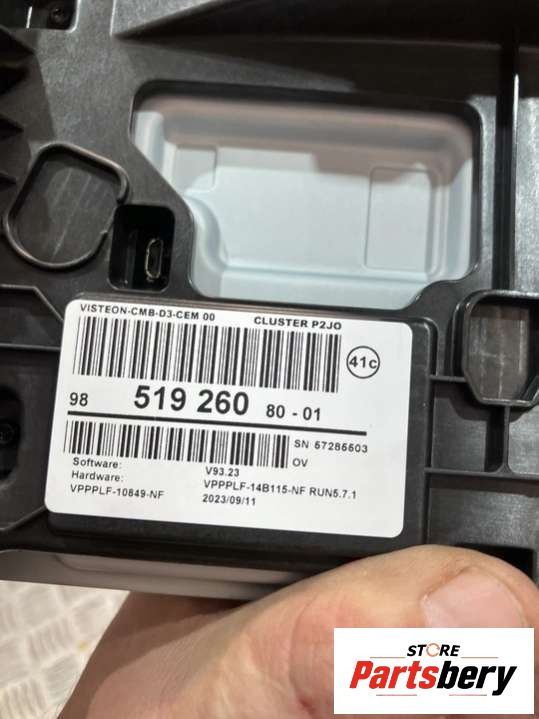 VISTEON-CMB-D3-CEM 00 CLUSTER P2JO
41c
98 519 260 80 - 01
SN 57285503
OV
Software: V93.23
Hardware: VPPPLF-14B115-NF RUN5.7.1
VPPPLF-10849-NF 2023/09/11
STORE
Partsbery